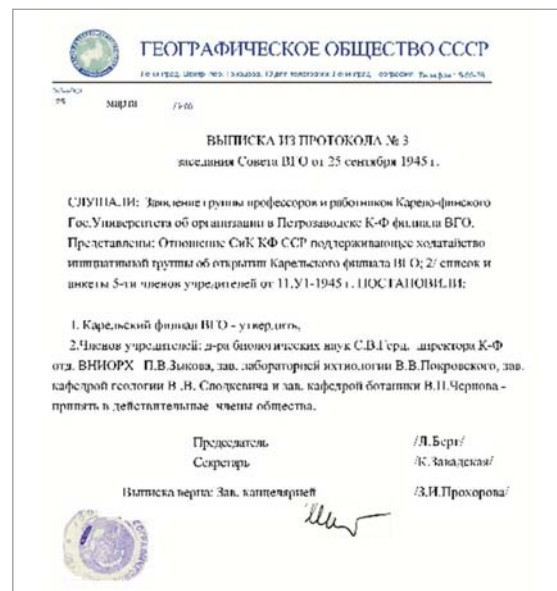 ГЕОГРАФИЧЕСКОЕ ОБЩЕСТВО СССР
25 марта
ВЫПИСКА ИЗ ПРОТОКОЛА № 3
заседания Совета ВГО от 25 сентября 1945 г.
СЛУШАЛИ: Заявление группы профессоров и работников Карело-финского
Гос.Университета об организации в Петрозаводске К-Ф филиала ВГО.
Представлены: Отношение СнК КФ ССР поддерживающее ходатайство
инициативной группы об открытии Карельского филиала ВГО; 2/ список и
анкеты 5-ти членов учредителей от 11.У1-1945 г. ПОСТАНОВИЛИ:
1. Карельский филиал ВГО - утвердить,
2.Членов учредителей: д-ра биологических наук С.В.Герд, директора К-Ф
отд. ВНИОРХ П.В.Зыкова, зав. лабораторией ихтиологии В.В.Покровского, зав.
кафедрой геологии В .В. Сводкевича и зав. кафедрой ботаники В.П.Чернова -
принять в действительные члены общества.
Председатель /Л.Берг/
Секретарь /К.Завадская/
Выписка верна: Зав. канцелярией /З.И.Прохорова/